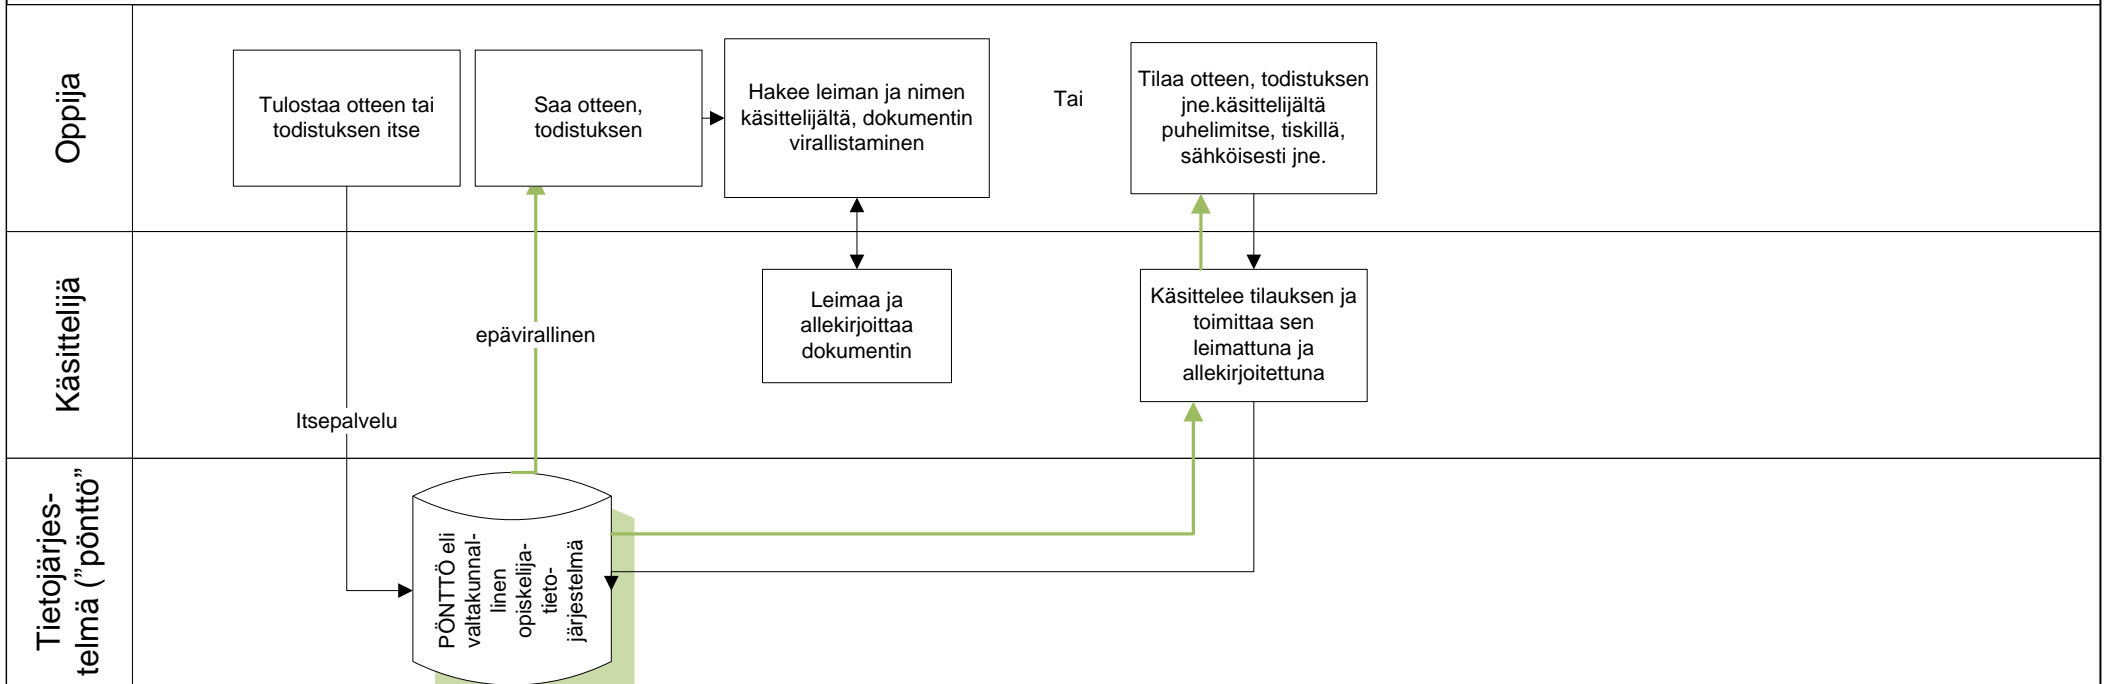 Oppija
Tulostaa otteen tai
todistuksen itse
Saa otteen,
todistuksen
Hakee leiman ja nimen
käsittelijältä, dokumentin
virallistaminen
Tai
Tilaa otteen, todistuksen
jne.käsittelijältä
puhelimitse, tiskillä,
sähköisesti jne.
Käsittelijä
Itsepalvelu
epävirallinen
Leimaa ja
allekirjoittaa
dokumentin
Käsittelee tilauksen ja
toimittaa sen
leimattuna ja
allekirjoitettuna
Tietojärjes-
telmä (”pönttö”
PÖNTTÖ eli
valtakunnal-
linen
opiskelija-
tieto-
järjestelmä